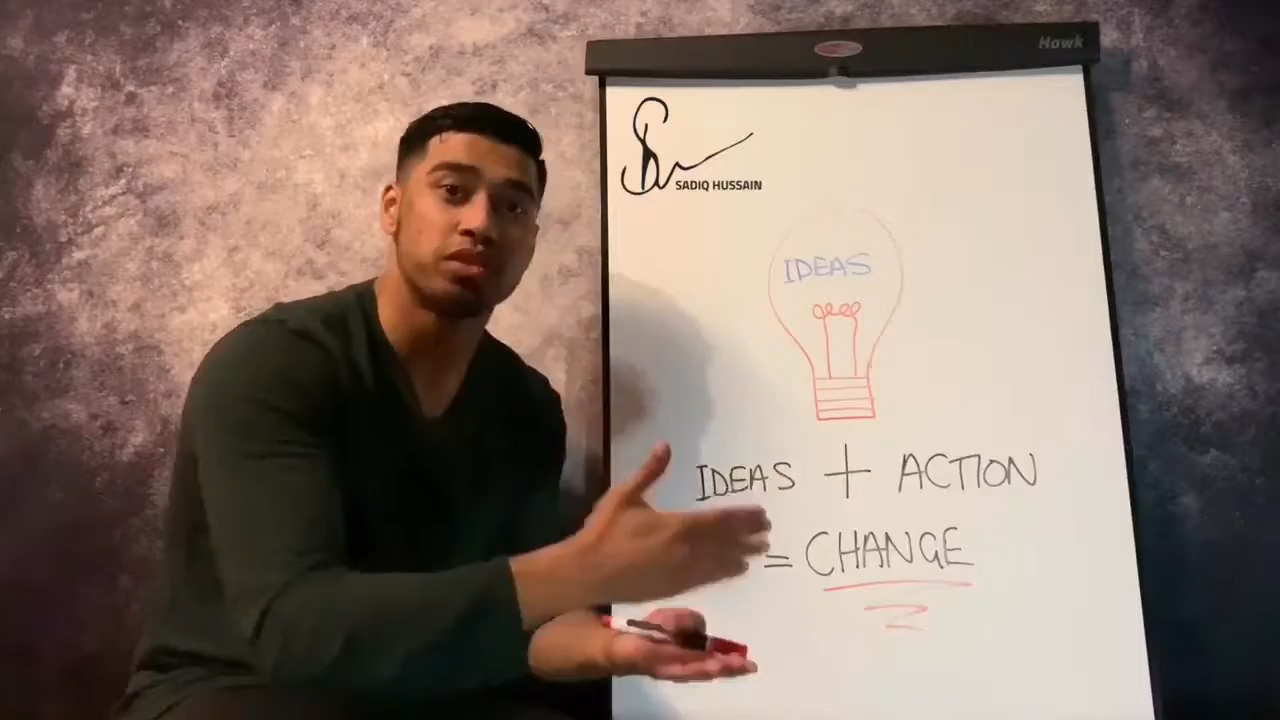 Hawk
SADIQ HUSSAIN
IDEAS
IDEAS + ACTION
= CHANGE